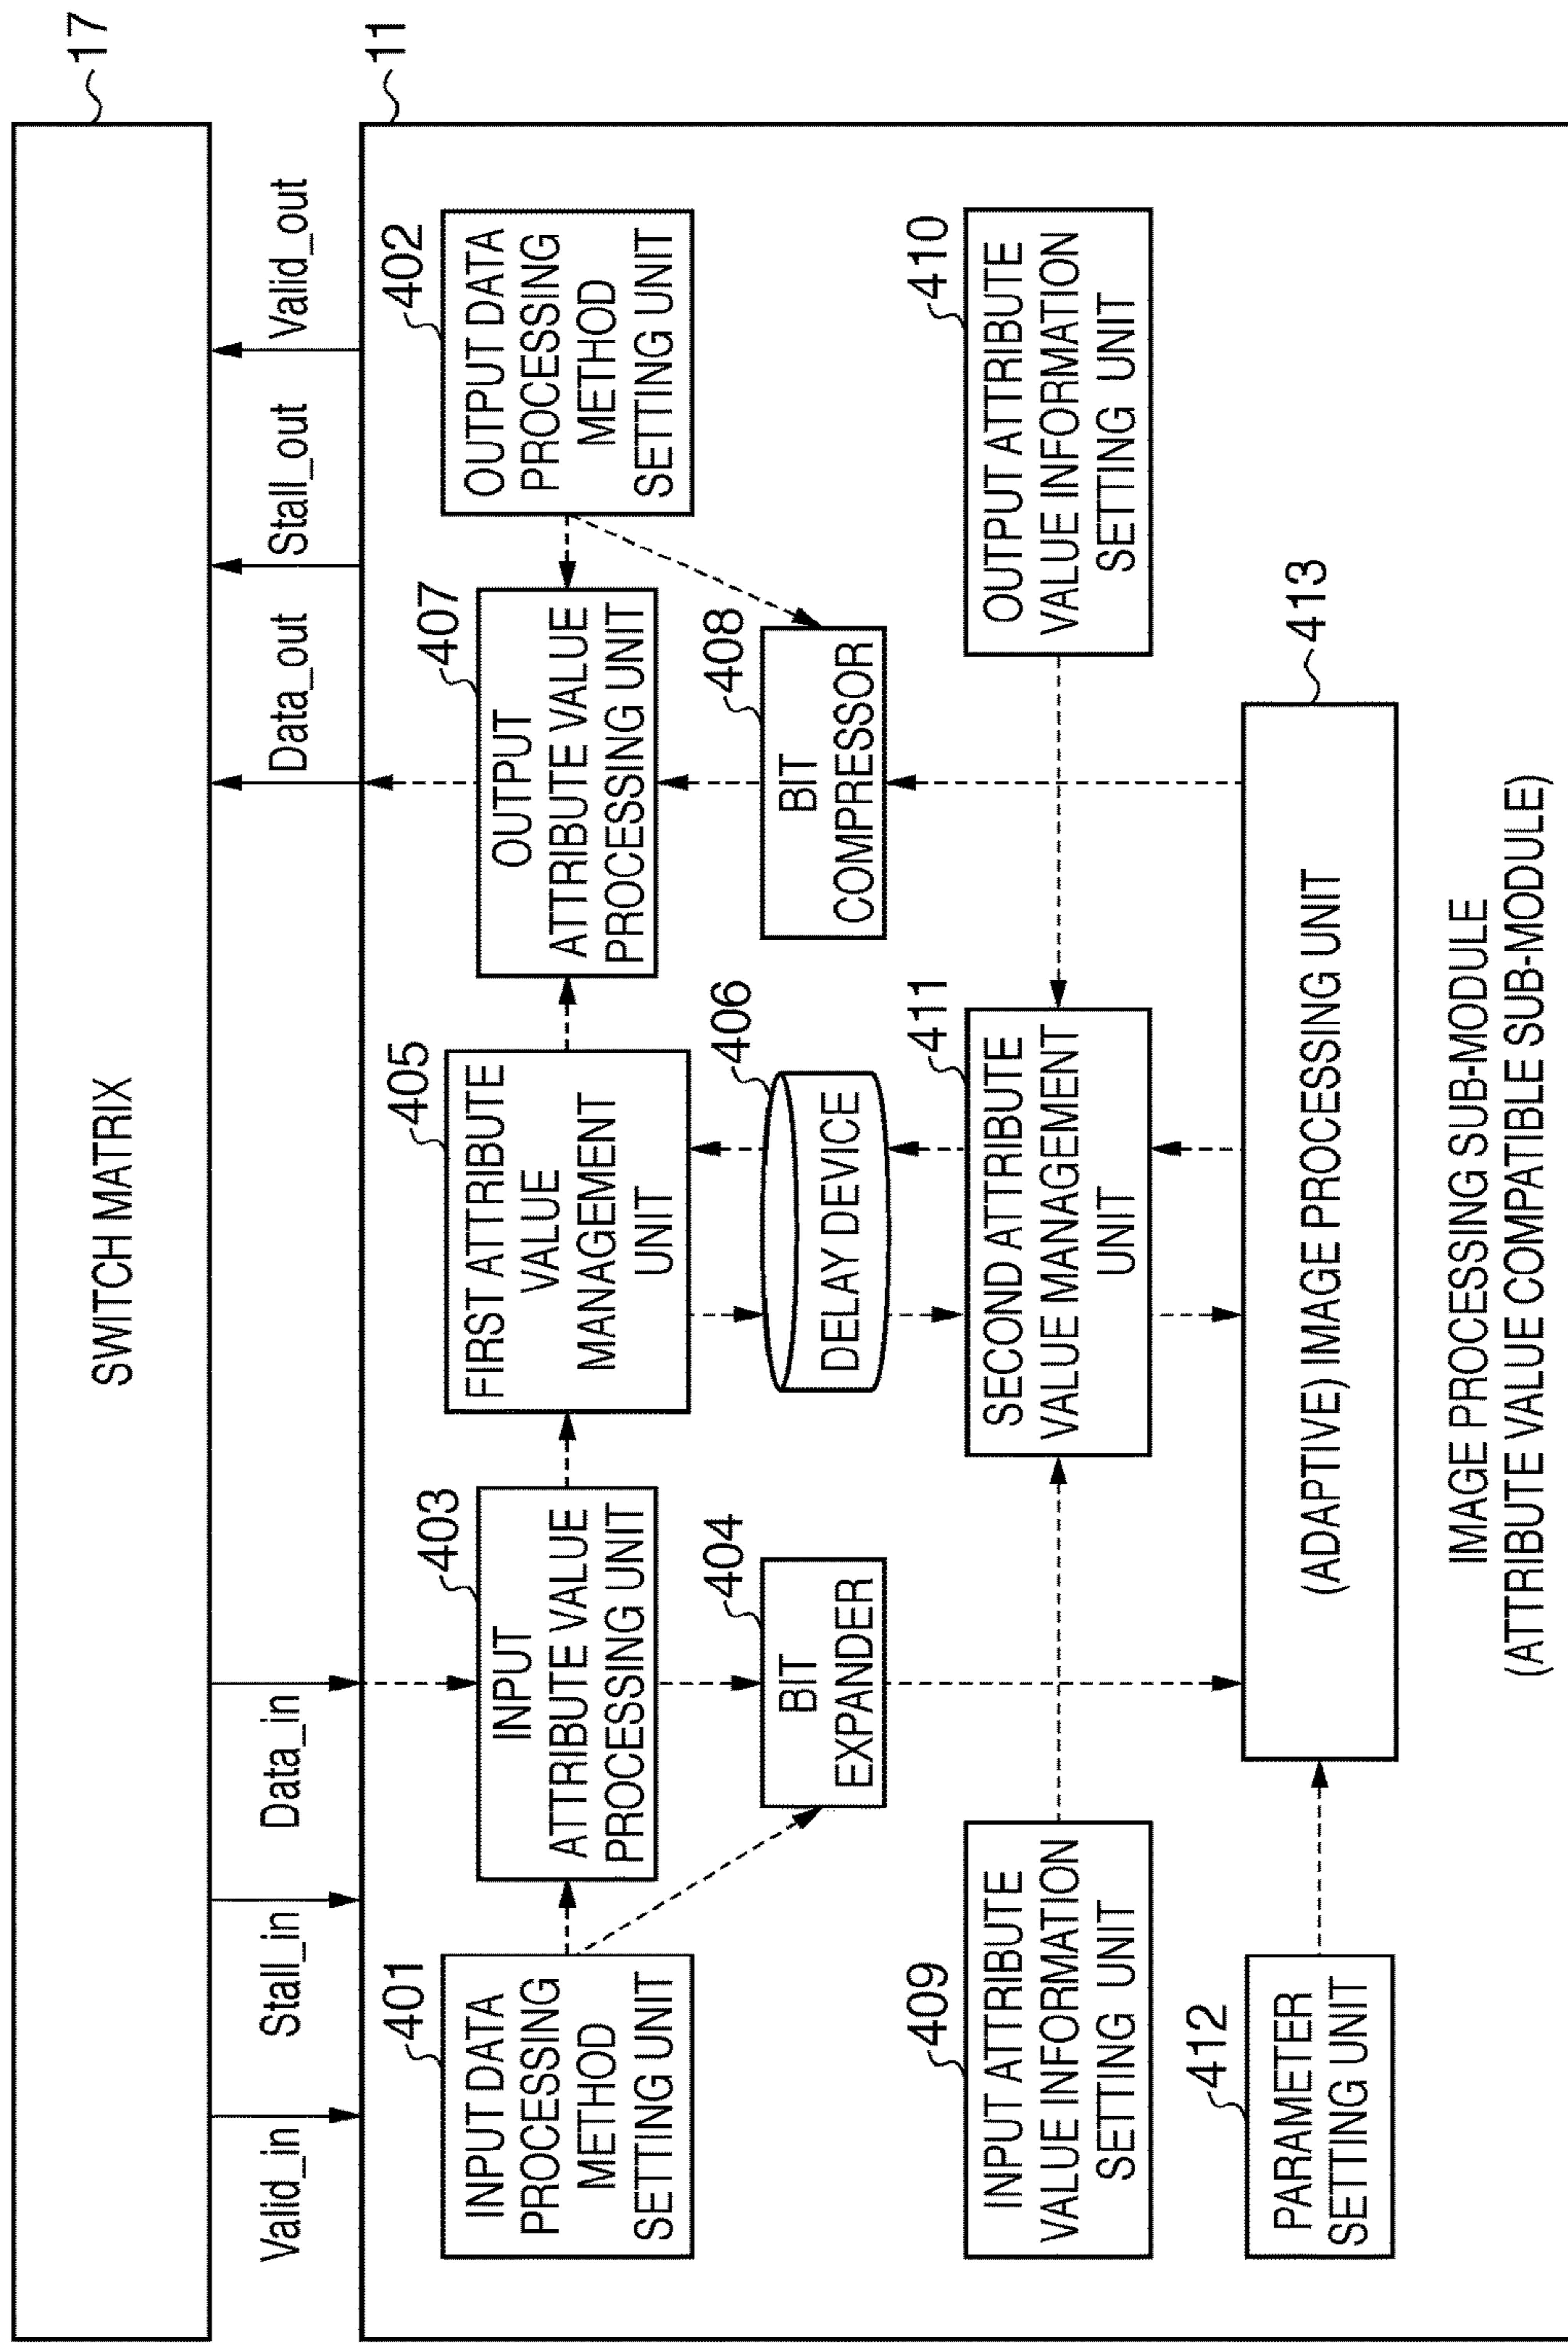 17
SWITCH MATRIX
Valid_in
Stall_in
Data_in
Data_out
Stall_out
Valid_out
11
401
INPUT DATA
PROCESSING
METHOD
SETTING UNIT
403
INPUT
ATTRIBUTE VALUE
PROCESSING UNIT
405
FIRST ATTRIBUTE
VALUE
MANAGEMENT
UNIT
407
OUTPUT
ATTRIBUTE VALUE
PROCESSING UNIT
402
OUTPUT DATA
PROCESSING
METHOD
SETTING UNIT
404
BIT
EXPANDER
406
DELAY DEVICE
408
BIT
COMPRESSOR
409
INPUT ATTRIBUTE
VALUE INFORMATION
SETTING UNIT
411
SECOND ATTRIBUTE
VALUE MANAGEMENT
UNIT
410
OUTPUT ATTRIBUTE
VALUE INFORMATION
SETTING UNIT
412
PARAMETER
SETTING UNIT
413
(ADAPTIVE) IMAGE PROCESSING UNIT
IMAGE PROCESSING SUB-MODULE
(ATTRIBUTE VALUE COMPATIBLE SUB-MODULE)